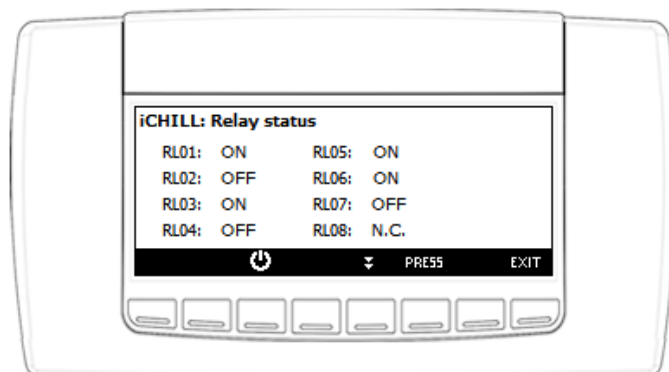 iCHILL: Relay status
RL01: ON RL05: ON
RL02: OFF RL06: ON
RL03: ON RL07: OFF
RL04: OFF RL08: N.C.
PRESS EXIT